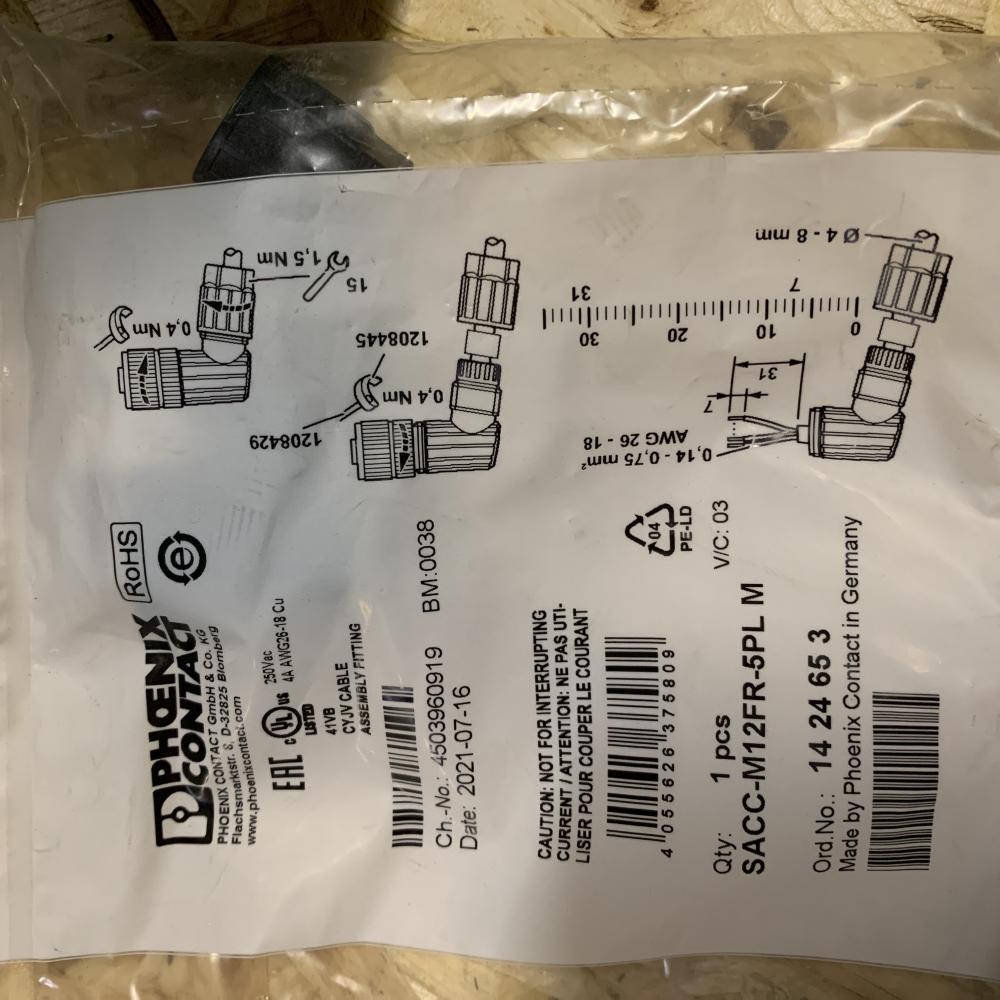 PHOENIX
CONTACT
RoHS
PHOENIX CONTACT GmbH & Co. KG
Flachsmarktstr. 8, D-32825 Blomberg
www.phoenixcontact.com
EAC
c UL us
LISTED
250Vac
4A AWG26-18 Cu
41VB
CYJV CABLE
ASSEMBLY FITTING
Ch.-No.: 4503960919 BM:0038
Date: 2021-07-16
CAUTION: NOT FOR INTERRUPTING
CURRENT / ATTENTION: NE PAS UTI-
LISER POUR COUPER LE COURANT
4 055626 375809
04
PE-LD
Qty: 1 pcs V/C: 03
SACC-M12FR-5PL M
Ord.No.: 14 24 65 3
Made by Phoenix Contact in Germany
0,14 - 0,75 mm²
AWG 26 - 18
7
31
0 10 20 30
7 31
Ø 4 - 8 mm
1208429
0,4 Nm
1208445
0,4 Nm
15
1,5 Nm